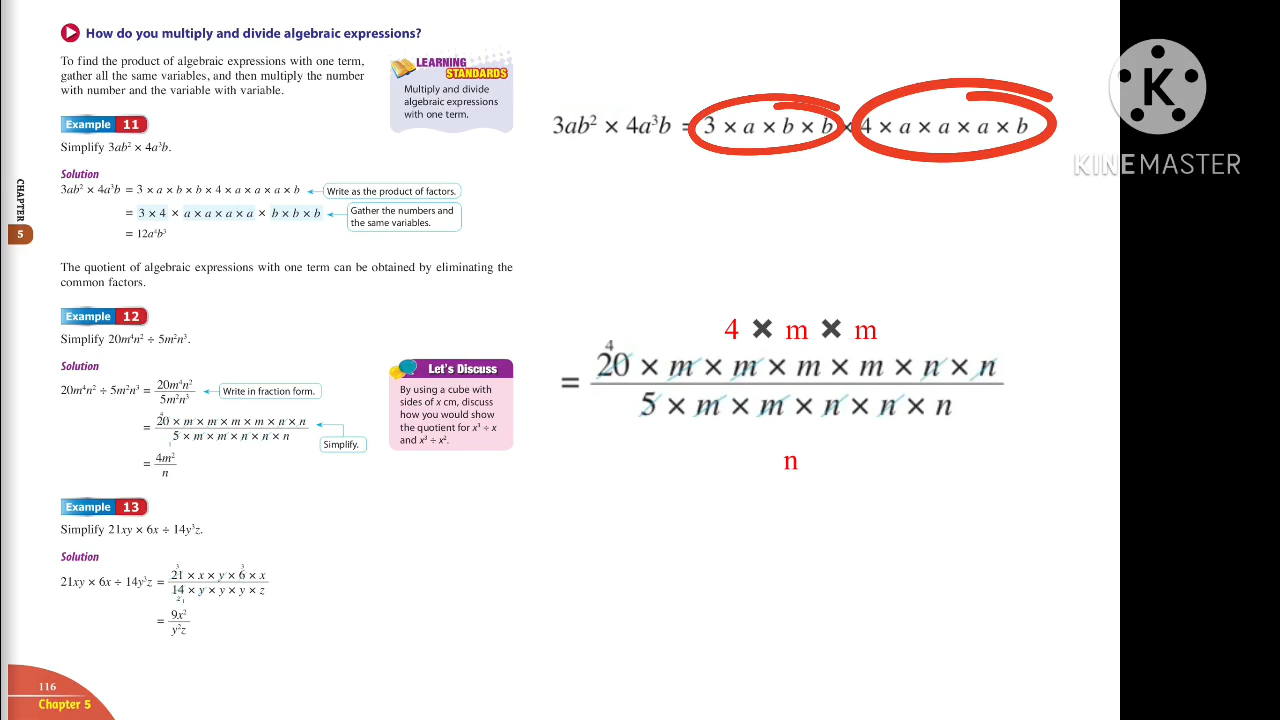 How do you multiply and divide algebraic expressions?
To find the product of algebraic expressions with one term,
gather all the same variables, and then multiply the number
with number and the variable with variable.
LEARNING
STANDARDS
Multiply and divide
algebraic expressions
with one term.
Example 11
Simplify 3ab² × 4a³b.
Solution
3ab² × 4a³b = 3 × a × b × b × 4 × a × a × a × b
Write as the product of factors.
= 3 × 4 × a × a × a × a × b × b × b
Gather the numbers and
the same variables.
= 12a⁴b³
The quotient of algebraic expressions with one term can be obtained by eliminating the
common factors.
Example 12
Simplify 20m⁴n² ÷ 5m²n³.
Solution
20m⁴n² ÷ 5m²n³ = 20m⁴n²
5m²n³
Write in fraction form.
4
= 20 × m × m × m × m × n × n
5 × m × m × n × n × n
1
Simplify.
= 4m²
n
Let's Discuss
By using a cube with
sides of x cm, discuss
how you would show
the quotient for x³ ÷ x
and x³ ÷ x².
Example 13
Simplify 21xy × 6x ÷ 14y³z.
Solution
3 3
21xy × 6x ÷ 14y³z = 21 × x × y × 6 × x
14 × y × y × y × z
2 1
= 9x²
y²z
CHAPTER
5
116
Chapter 5
3ab² × 4a³b = 3 × a × b × b × 4 × a × a × a × b
4 × m × m
4
= 20 × m × m × m × m × n × n
5 × m × m × n × n × n
n
K
KINEMASTER